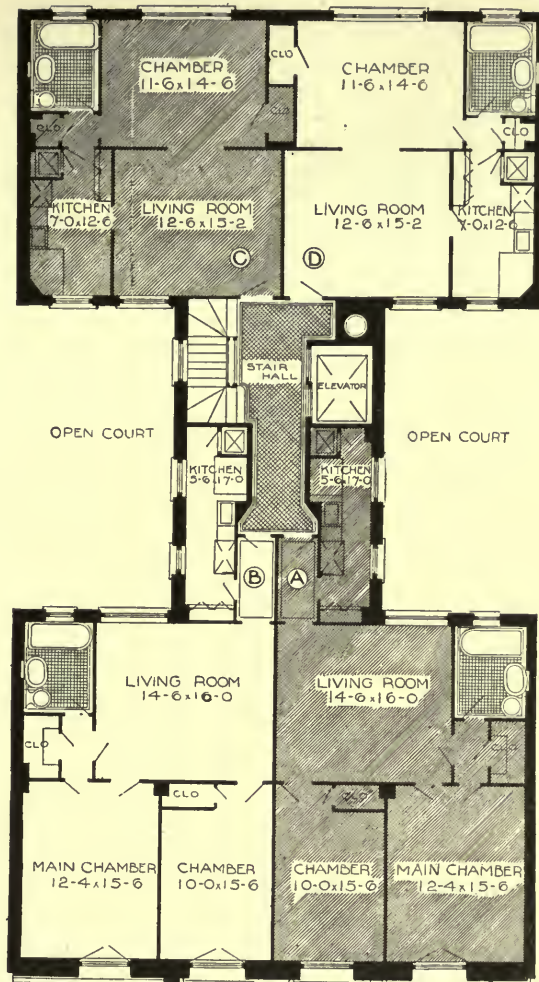 CHAMBER
11-6x14-6
CLO
CHAMBER
11-6x14-6
CLO
CLO
CLO
KITCHEN
7-0x12-6
LIVING ROOM
12-6x15-2
LIVING ROOM
12-6x15-2
KITCHEN
7-0x12-6
C
D
STAIR
HALL
ELEVATOR
OPEN COURT
OPEN COURT
KITCHEN
5-6x17-0
KITCHEN
5-6x17-0
B
A
LIVING ROOM
14-6x16-0
LIVING ROOM
14-6x16-0
CLO
CLO
CLO
CLO
MAIN CHAMBER
12-4x15-6
CHAMBER
10-0x15-6
CHAMBER
10-0x15-6
MAIN CHAMBER
12-4x15-6